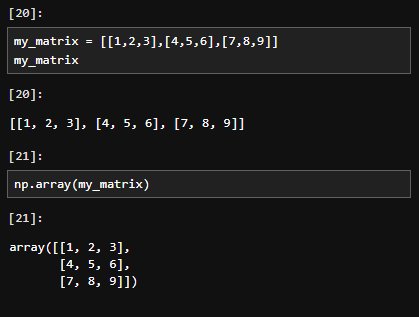 [20]:
my_matrix = [[1,2,3],[4,5,6],[7,8,9]]
my_matrix
[20]:
[[1, 2, 3], [4, 5, 6], [7, 8, 9]]
[21]:
np.array(my_matrix)
[21]:
array([[1, 2, 3],
       [4, 5, 6],
       [7, 8, 9]])